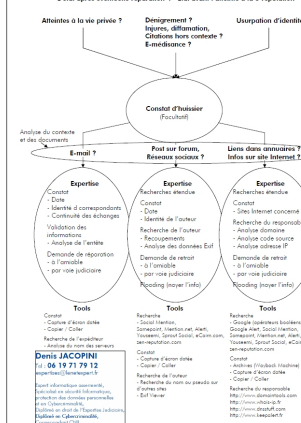 Atteintes à la vie privée ?
Dénigrement ?
Injures, diffamation,
Citations hors contexte ?
E-médisance ?
Usurpation d'identit
Constat d'huissier
(Facultatif)
Analyse du contexte
et des documents
E-mail ?
Post sur forum,
Réseaux sociaux ?
Liens dans annuaires ?
Infos sur site Internet ?
Expertise
Constat
- Date
- Identité d correspondants
- Continuité des échanges
Validation des
informations
- Analyse de l'entête
Demande de réparation
- à l'amiable
- par voie judiciaire
Expertise
Recherches étendue
Constat
- Date
- Identité de l'auteur
Recherche de l'auteur
- Recoupements
- Analyse des données Exif
Demande de retrait
- à l'amiable
- par voie judiciaire
Flooding (noyer l'info)
Expertise
Recherches étendue
Constat
- Sites Internet concerné
Recherche du responsab
- Analyse domaine
- Analyse code source
- Analyse adresse IP
Demande de retrait
- à l'amiable
- par voie judiciaire
Flooding (noyer l'info)
Tools
Constat
- Capture d'écran datée
- Copier / Coller
Recherche de l'expéditeur
- Analyse du nom des serveurs
Tools
Recherche
- Social Mention,
Samepoint, Mention.net, Alerti,
Youseemii, Sprout Social, eCairn.com,
zen-reputation.com
Constat
- Capture d'écran datée
- Copier / Coller
Recherche de l'auteur
- Recherche du nom ou pseudo sur
d'autres sites
- Exif Viewer
Tools
Recherche
- Google (opérateurs booléens
Google Alert, Social Mention,
Samepoint, Mention.net, Alerti,
Youseemii, Sprout Social, eCa
zen-reputation.com
Constat
- Archives (Wayback Machine)
- Capture d'écran datée
- Copier / Coller
Recherche du responsable
http://www.domaintools.com
http://www.whois-ip.fr
http://www.dnsstuff.com
http://www.keepalert.fr
Denis JACOPINI
Tel : 06 19 71 79 12
expertises@lenetexpert.fr
Expert informatique assermenté,
Spécialisé en sécurité Informatique,
protection des données personnelles
et en Cybercriminalité,
Diplômé en droit de l'Expertise Judiciaire,
Diplômé en Cybercriminalité,
Correspondant CNIL